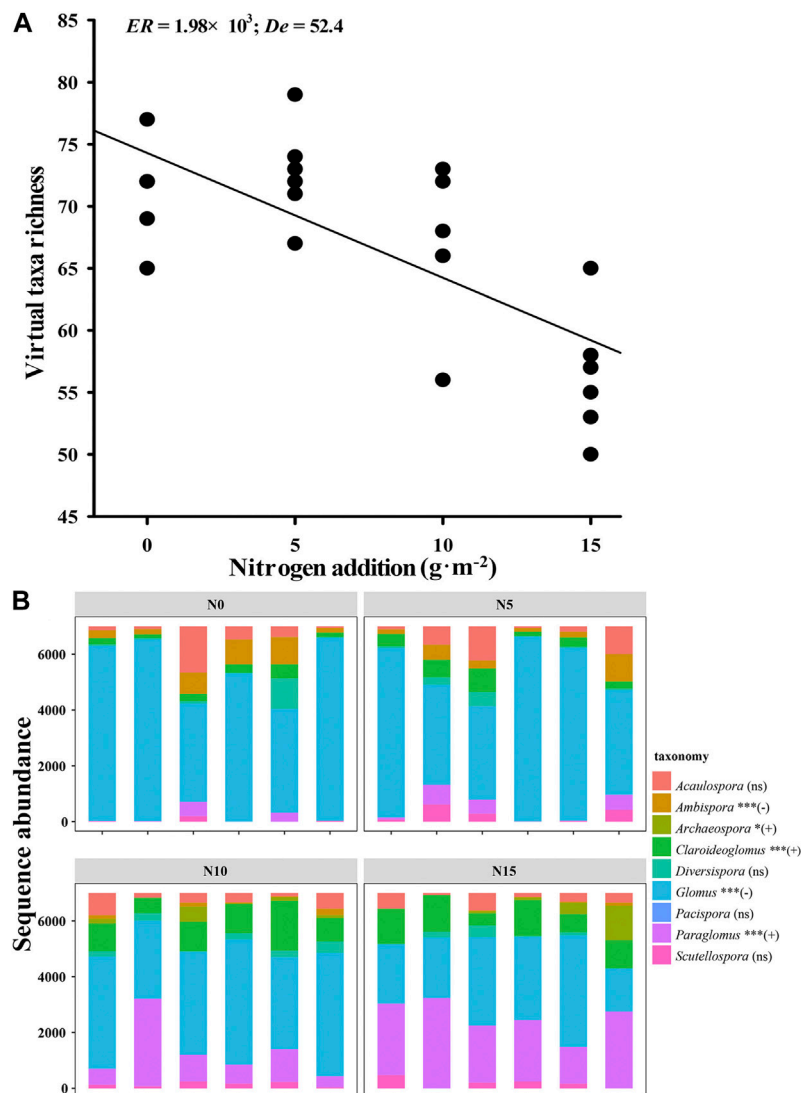 A
ER = 1.98× 10³; De = 52.4
Virtual taxa richness
85
80
75
70
65
60
55
50
45
0 5 10 15
Nitrogen addition (g·m⁻²)
B
Sequence abundance
N0 N5
6000
4000
2000
0
N10 N15
6000
4000
2000
0
taxonomy
Acaulospora (ns)
Ambispora ***(-)
Archaeospora *(+)
Claroideoglomus ***(+)
Diversispora (ns)
Glomus ***(-)
Pacispora (ns)
Paraglomus ***(+)
Scutellospora (ns)